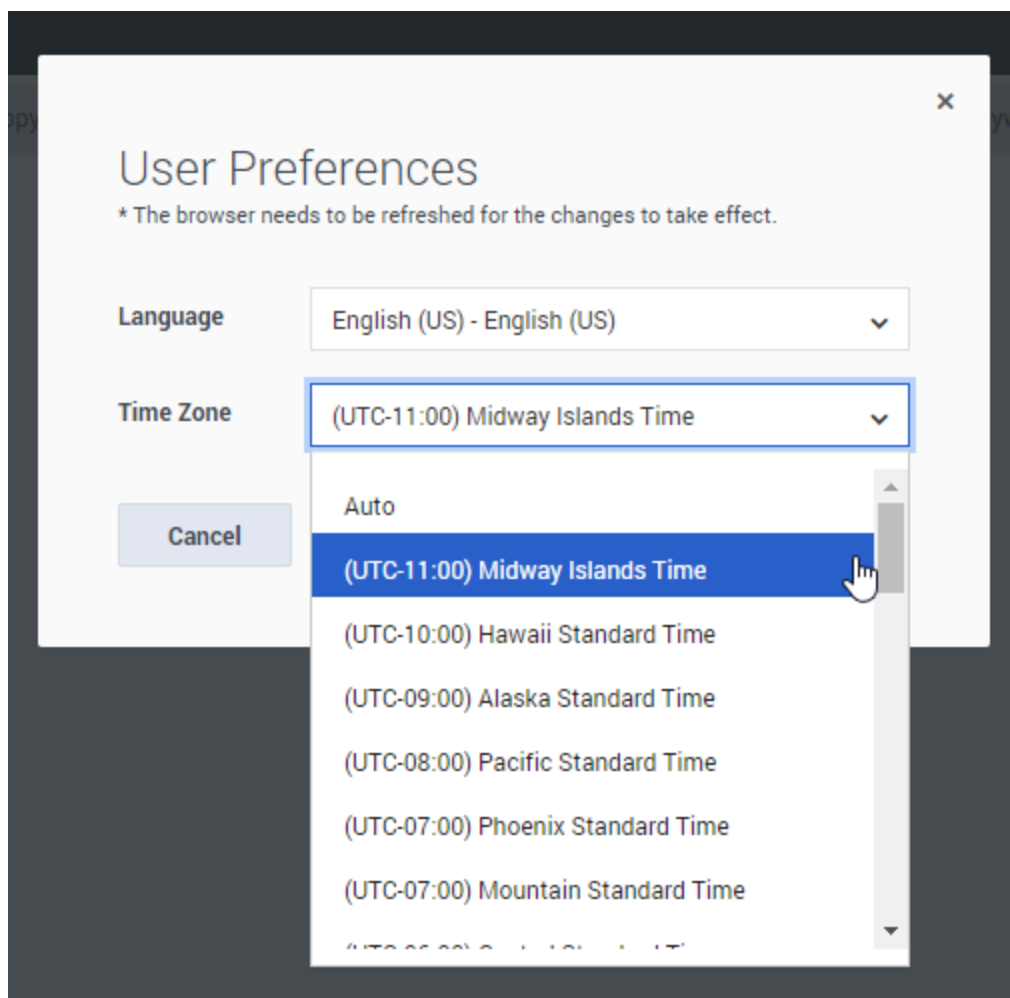 User Preferences
* The browser needs to be refreshed for the changes to take effect.
Language
English (US) - English (US)
Time Zone
(UTC-11:00) Midway Islands Time
Cancel
Auto
(UTC-11:00) Midway Islands Time
(UTC-10:00) Hawaii Standard Time
(UTC-09:00) Alaska Standard Time
(UTC-08:00) Pacific Standard Time
(UTC-07:00) Phoenix Standard Time
(UTC-07:00) Mountain Standard Time